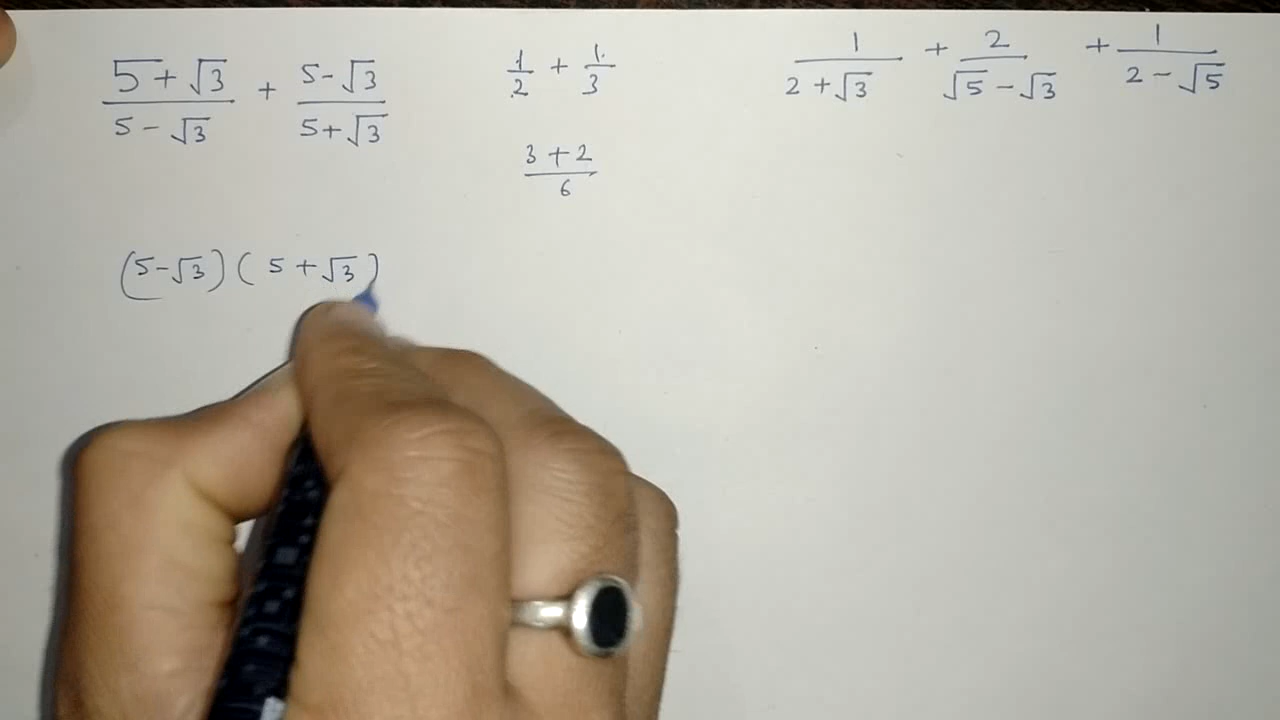 (5+√3)/(5-√3) + (5-√3)/(5+√3)
1/2 + 1/3
(3+2)/6
1/(2+√3) + 2/(√5-√3) + 1/(2-√5)
(5-√3)(5+√3)